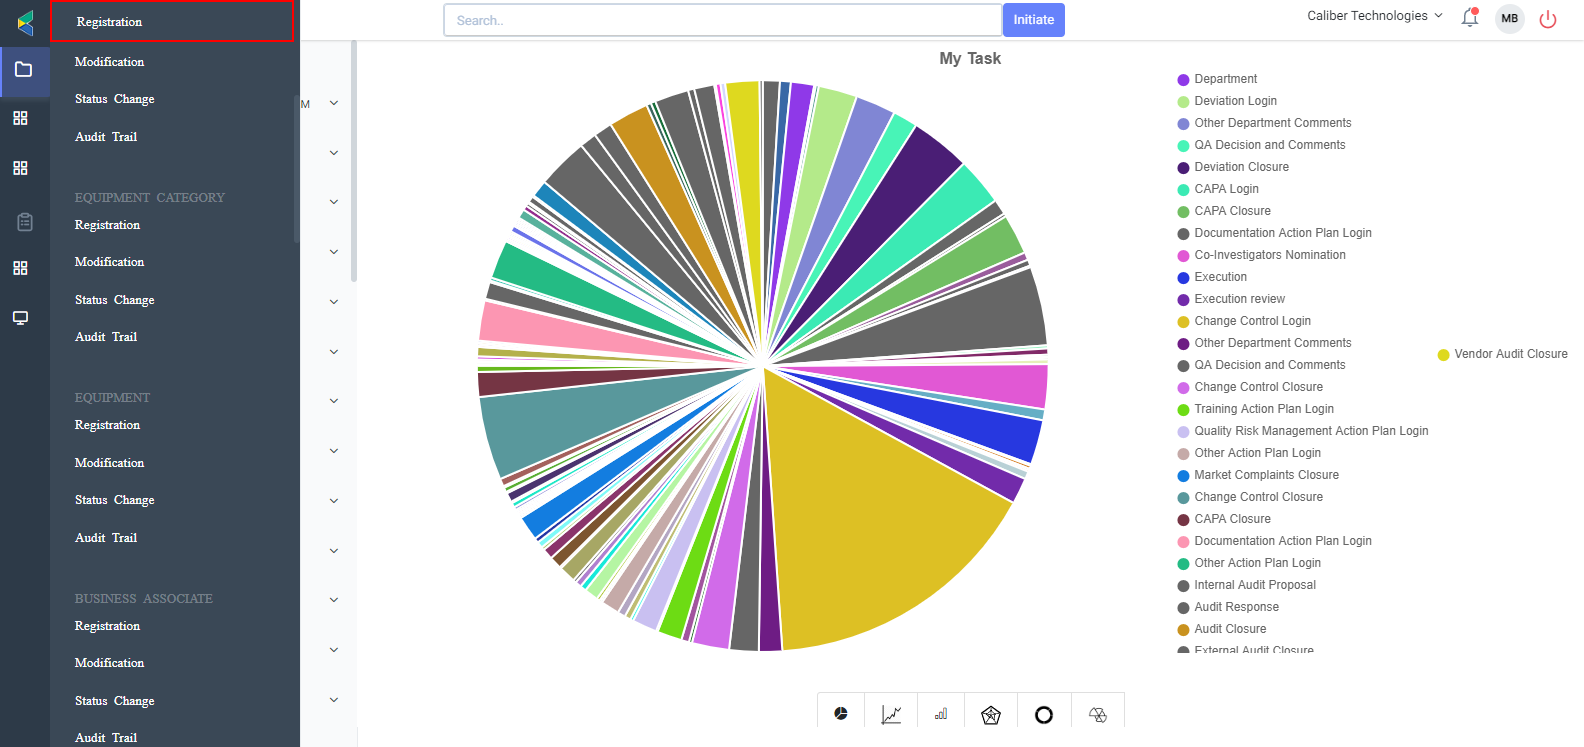 Registration
Modification
Status Change
Audit Trail
EQUIPMENT CATEGORY
Registration
Modification
Status Change
Audit Trail
EQUIPMENT
Registration
Modification
Status Change
Audit Trail
BUSINESS ASSOCIATE
Registration
Modification
Status Change
Audit Trail
M
Search..
Initiate
Caliber Technologies
MB
My Task
Department
Deviation Login
Other Department Comments
QA Decision and Comments
Deviation Closure
CAPA Login
CAPA Closure
Documentation Action Plan Login
Co-Investigators Nomination
Execution
Execution review
Change Control Login
Other Department Comments
QA Decision and Comments
Change Control Closure
Training Action Plan Login
Quality Risk Management Action Plan Login
Other Action Plan Login
Market Complaints Closure
Change Control Closure
CAPA Closure
Documentation Action Plan Login
Other Action Plan Login
Internal Audit Proposal
Audit Response
Audit Closure
External Audit Closure
Vendor Audit Closure